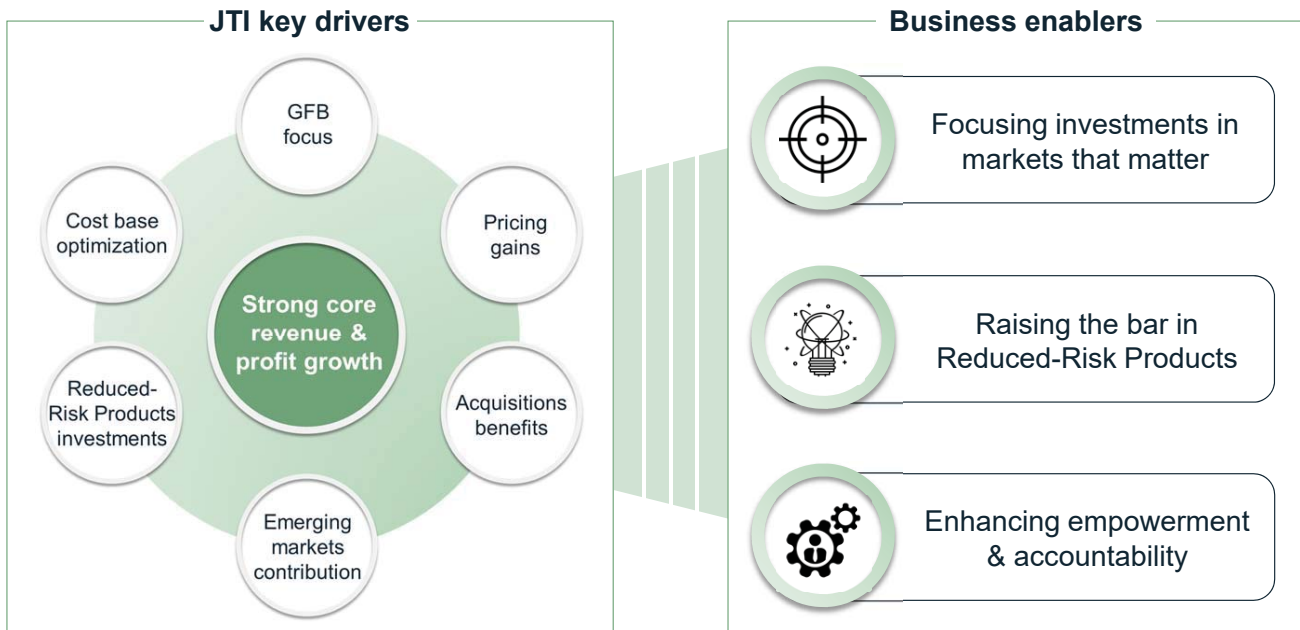 JTI key drivers
GFB
focus
Pricing
gains
Acquisitions
benefits
Emerging
markets
contribution
Reduced-
Risk Products
investments
Cost base
optimization
Strong core
revenue &
profit growth
Business enablers
Focusing investments in
markets that matter
Raising the bar in
Reduced-Risk Products
Enhancing empowerment
& accountability